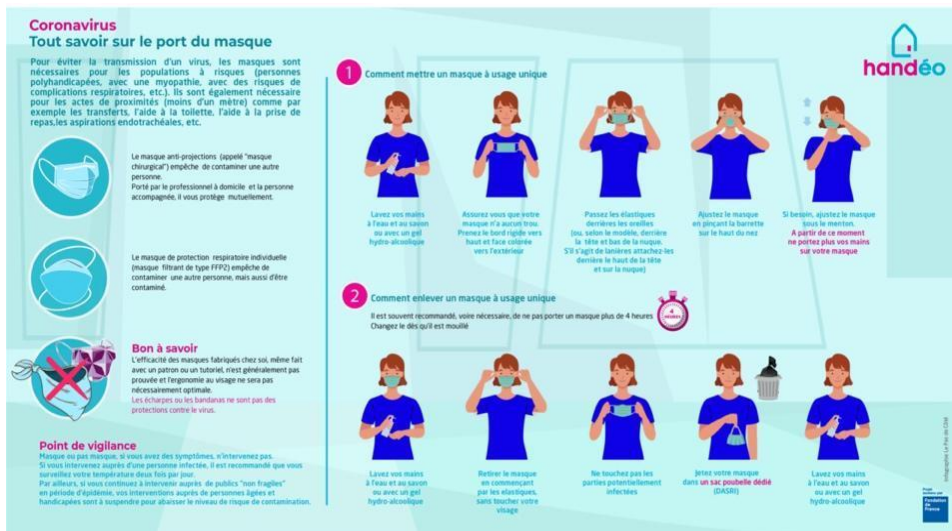 Coronavirus
Tout savoir sur le port du masque
Pour éviter la transmission d'un virus, les masques sont
nécessaires pour les populations à risques (personnes
polyhandicapées, avec une myopathie, avec des risques de
complications respiratoires, etc.). Ils sont également nécessaire
pour les actes de proximités (moins d'un mètre) comme par
exemple les transferts, l'aide à la toilette, l'aide à la prise de
repas,les aspirations endotrachéales, etc.
Le masque anti-projections (appelé "masque
chirurgical") empêche de contaminer une autre
personne.
Porté par le professionnel à domicile et la personne
accompagnée, il vous protège mutuellement.
Le masque de protection respiratoire individuelle
(masque filtrant de type FFP2) empêche de
contaminer une autre personne, mais aussi d'être
contaminé.
Bon à savoir
L'efficacité des masques fabriqués chez soi, même fait
avec un patron ou un tutoriel, n'est généralement pas
prouvée et l'ergonomie au visage ne sera pas
nécessairement optimale.
Les écharpes ou les bandanas ne sont pas des
protections contre le virus.
Point de vigilance
Masque ou pas masque, si vous avez des symptômes, n'intervenez pas.
Si vous intervenez auprès d'une personne infectée, il est recommandé que vous
surveillez votre température deux fois par jour.
Par ailleurs, si vous continuez à intervenir auprès de publics "non fragiles"
en période d'épidémie, vos interventions auprès de personnes âgées et
handicapées sont à suspendre pour abaisser le niveau de risque de contamination.
handéo
1 Comment mettre un masque à usage unique
Lavez vos mains
à l'eau et au savon
ou avec un gel
hydro-alcoolique
Assurez vous que votre
masque n'a aucun trou.
Prenez le bord rigide vers
haut et face colorée
vers l'extérieur
Passez les élastiques
derrières les oreilles
(ou, selon le modèle, derrière
la tête et bas de la nuque.
S'il s'agit de lanières attachez-les
derrière le haut de la tête
et sur la nuque)
Ajustez le masque
en pinçant la barrette
sur le haut du nez
Si besoin, ajustez le masque
sous le menton.
A partir de ce moment
ne portez plus vos mains
sur votre masque
2 Comment enlever un masque à usage unique
Il est souvent recommandé, voire nécessaire, de ne pas porter un masque plus de 4 heures
Changez le dès qu'il est mouillé
4
HEURES
Lavez vos mains
à l'eau et au savon
ou avec un gel
hydro-alcoolique
Retirer le masque
en commençant
par les elastiques,
sans toucher votre
visage
Ne touchez pas les
parties potentiellement
infectées
Jetez votre masque
dans un sac poubelle dédié
(DASRI)
Lavez vos mains
à l'eau et au savon
ou avec un gel
hydro-alcoolique
Fondation
de
France